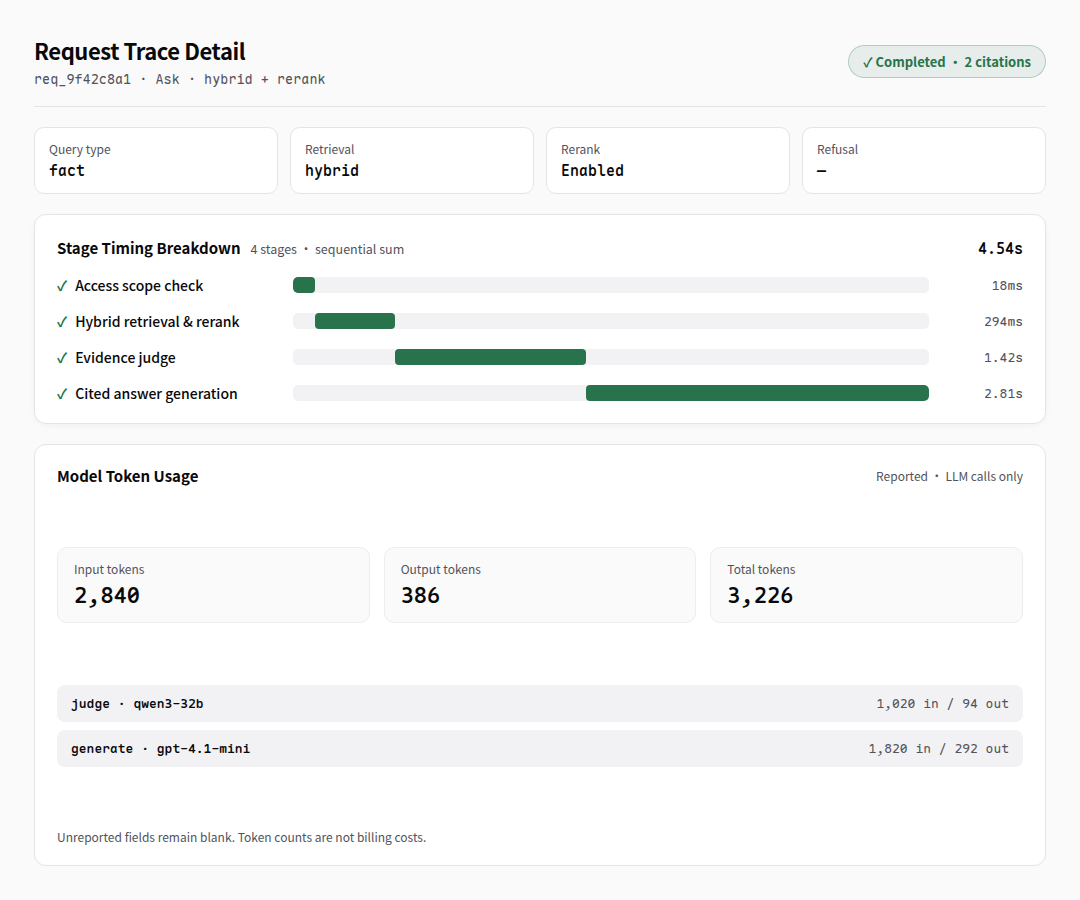 Request Trace Detail
req_9f42c8a1 · Ask · hybrid + rerank
✓ Completed · 2 citations
Query type
fact
Retrieval
hybrid
Rerank
Enabled
Refusal
—
Stage Timing Breakdown 4 stages · sequential sum 4.54s
✓ Access scope check 18ms
✓ Hybrid retrieval & rerank 294ms
✓ Evidence judge 1.42s
✓ Cited answer generation 2.81s
Model Token Usage Reported · LLM calls only
Input tokens
2,840
Output tokens
386
Total tokens
3,226
judge · qwen3-32b 1,020 in / 94 out
generate · gpt-4.1-mini 1,820 in / 292 out
Unreported fields remain blank. Token counts are not billing costs.